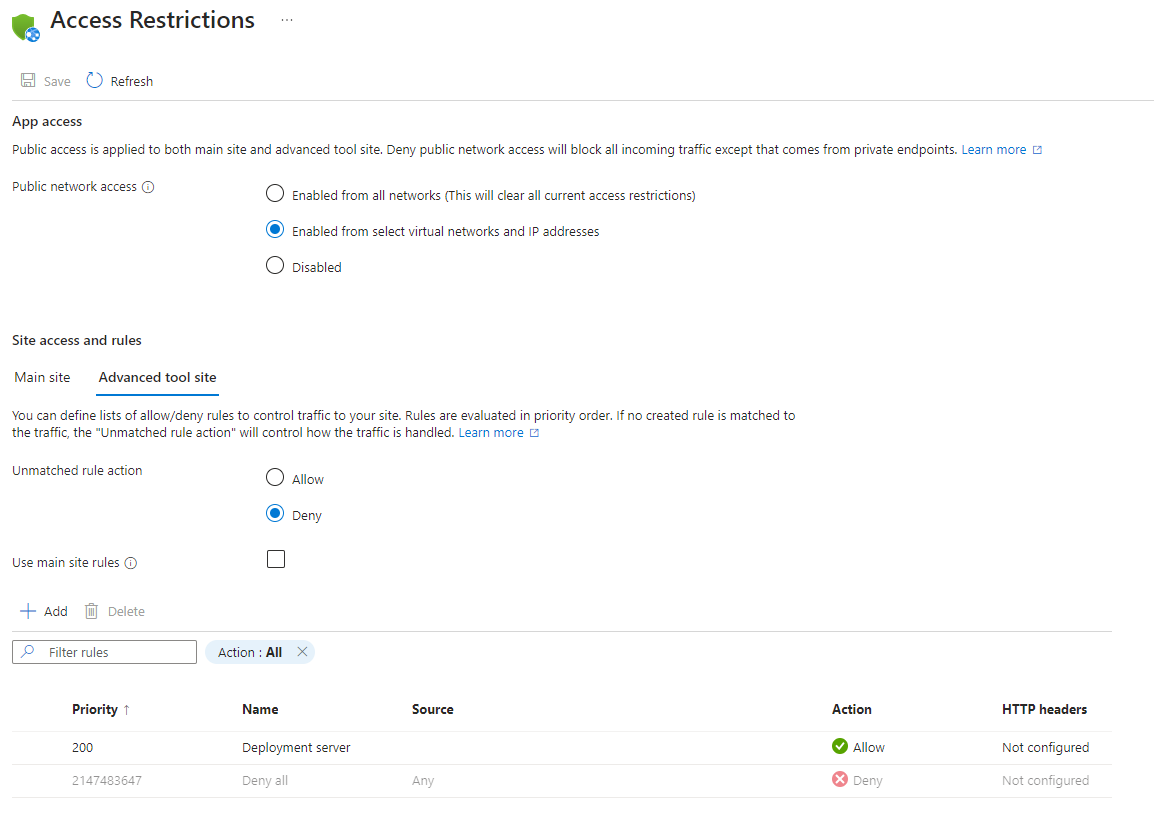 Access Restrictions ...
Save Refresh
App access
Public access is applied to both main site and advanced tool site. Deny public network access will block all incoming traffic except that comes from private endpoints. Learn more
Public network access
Enabled from all networks (This will clear all current access restrictions)
Enabled from select virtual networks and IP addresses
Disabled
Site access and rules
Main site Advanced tool site
You can define lists of allow/deny rules to control traffic to your site. Rules are evaluated in priority order. If no created rule is matched to
the traffic, the "Unmatched rule action" will control how the traffic is handled. Learn more
Unmatched rule action
Allow
Deny
Use main site rules
Add Delete
Filter rules Action : All
Priority ↑ Name Source Action HTTP headers
200 Deployment server Allow Not configured
2147483647 Deny all Any Deny Not configured